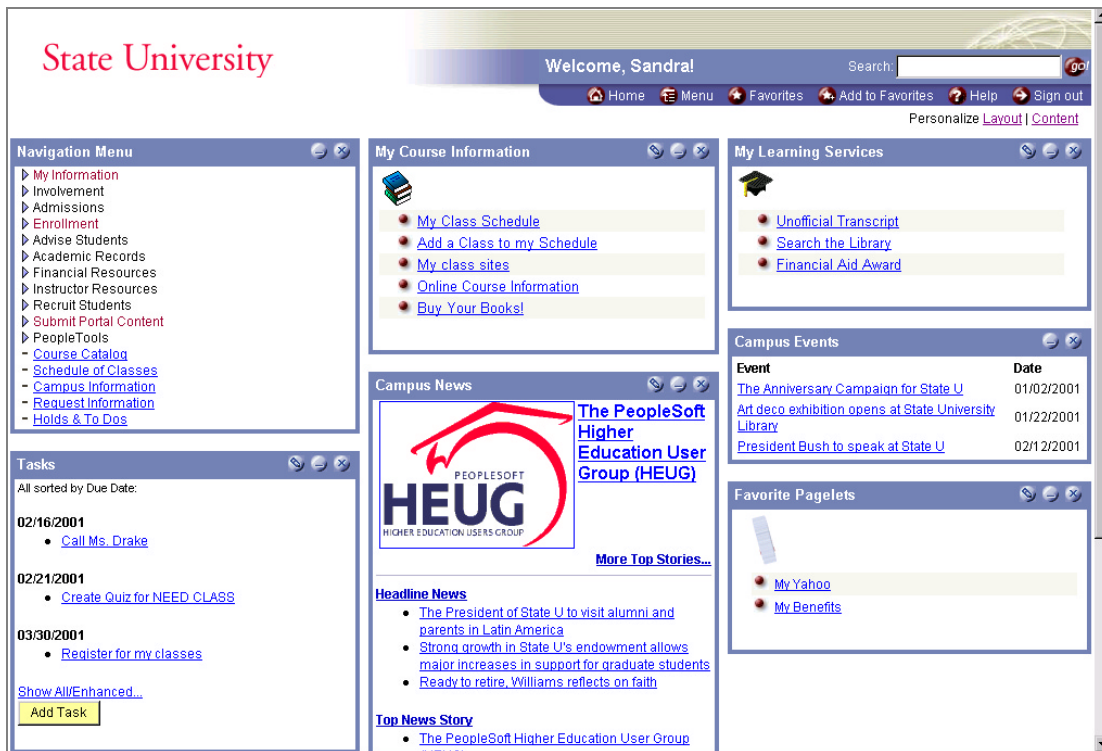 State University
Welcome, Sandra!
Search:
go!
Home Menu Favorites Add to Favorites Help Sign out
Personalize Layout | Content
Navigation Menu
My Information
Involvement
Admissions
Enrollment
Advise Students
Academic Records
Financial Resources
Instructor Resources
Recruit Students
Submit Portal Content
PeopleTools
- Course Catalog
- Schedule of Classes
- Campus Information
- Request Information
- Holds & To Dos
Tasks
All sorted by Due Date:
02/16/2001
Call Ms. Drake
02/21/2001
Create Quiz for NEED CLASS
03/30/2001
Register for my classes
Show All/Enhanced...
Add Task
My Course Information
My Class Schedule
Add a Class to my Schedule
My class sites
Online Course Information
Buy Your Books!
Campus News
PEOPLESOFT
HEUG
HIGHER EDUCATION USERS GROUP
The PeopleSoft
Higher
Education User
Group (HEUG)
More Top Stories...
Headline News
The President of State U to visit alumni and
parents in Latin America
Strong growth in State U's endowment allows
major increases in support for graduate students
Ready to retire, Williams reflects on faith
Top News Story
The PeopleSoft Higher Education User Group
My Learning Services
Unofficial Transcript
Search the Library
Financial Aid Award
Campus Events
Event Date
The Anniversary Campaign for State U 01/02/2001
Art deco exhibition opens at State University
Library 01/22/2001
President Bush to speak at State U 02/12/2001
Favorite Pagelets
My Yahoo
My Benefits